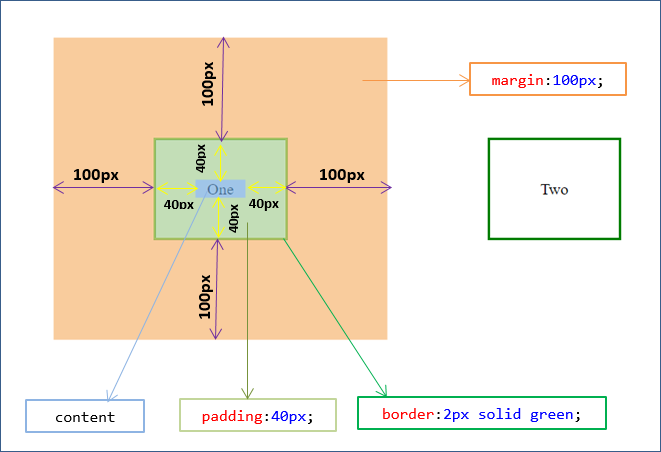 100px
margin:100px;
40px
100px
One
100px
Two
40px
40px
40px
100px
content
padding:40px;
border:2px solid green;